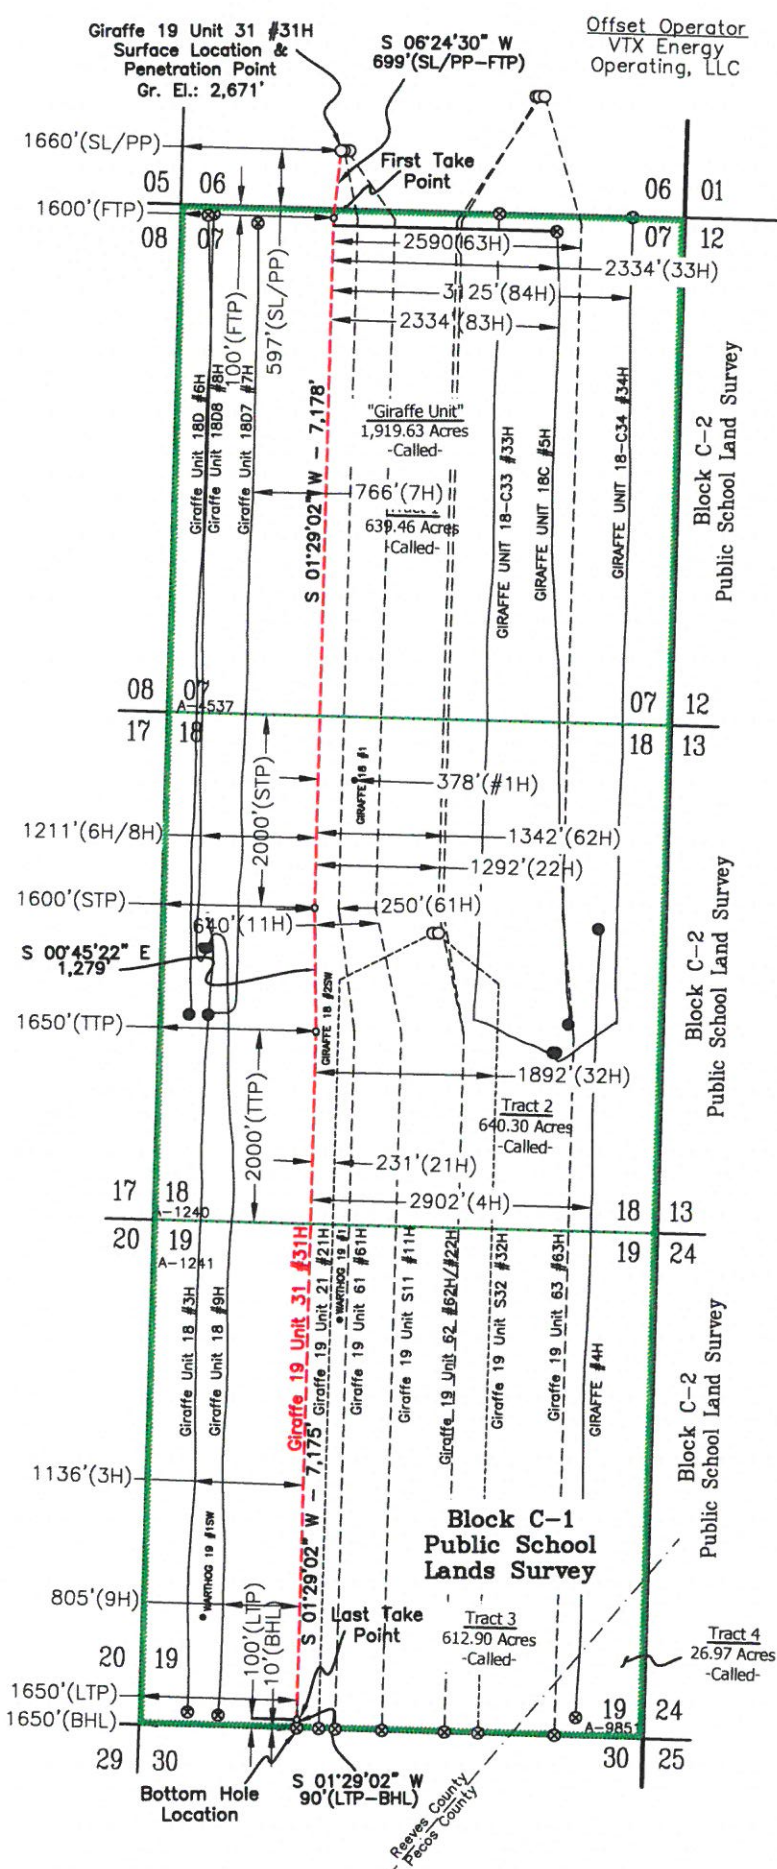 Giraffe 19 Unit 31 #31H
Surface Location &
Penetration Point
Gr. El.: 2,671'
S 06°24'30" W
699'(SL/PP-FTP)
Offset Operator
VTX Energy
Operating, LLC
1660'(SL/PP)
First Take
Point
05
06
06
01
1600'(FTP)
08
07
07
12
2590'(63H)
2334'(33H)
3125'(84H)
2334'(83H)
100'(FTP)
597'(SL/PP)
Giraffe Unit 18D #6H
Giraffe Unit 18D8 #8H
Giraffe Unit 18D7 #7H
S 01°29'02" W - 7,178'
"Giraffe Unit"
1,919.63 Acres
-Called-
766'(7H)
639.46 Acres
-Called-
GIRAFFE UNIT 18-C33 #33H
GIRAFFE UNIT 18C #5H
GIRAFFE UNIT 18-C34 #34H
Block C-2
Public School Land Survey
08
07
07
12
A-4537
17
18
18
13
GIRAFFE 18 #1
378'(#1H)
2000'(STP)
1211'(6H/8H)
1342'(62H)
1292'(22H)
1600'(STP)
250'(61H)
640'(11H)
S 00°45'22" E
1,279'
GIRAFFE 18 #2SW
1650'(TTP)
1892'(32H)
Block C-2
Public School Land Survey
Tract 2
640.30 Acres
-Called-
2000'(TTP)
231'(21H)
2902'(4H)
17
18
18
13
A-1240
20
19
19
24
A-1241
Giraffe Unit 18 #3H
Giraffe Unit 18 #9H
Giraffe 19 Unit 31 #31H
Giraffe 19 Unit 21 #21H
WARTHOG 19 #1
Giraffe 19 Unit 61 #61H
Giraffe 19 Unit S11 #11H
Giraffe 19 Unit 62 #62H/#22H
Giraffe 19 Unit S32 #32H
Giraffe 19 Unit 63 #63H
GIRAFFE #4H
Block C-2
Public School Land Survey
S 01°29'02" W - 7,175'
1136'(3H)
Block C-1
Public School
Lands Survey
WARTHOG 19 #1SW
805'(9H)
100'(LTP)
10'(BHL)
Last Take
Point
Tract 3
612.90 Acres
-Called-
Tract 4
26.97 Acres
-Called-
20
19
1650'(LTP)
1650'(BHL)
19
24
A-9851
29
30
30
25
Bottom Hole
Location
S 01°29'02" W
90'(LTP-BHL)
Reeves County
Pecos County